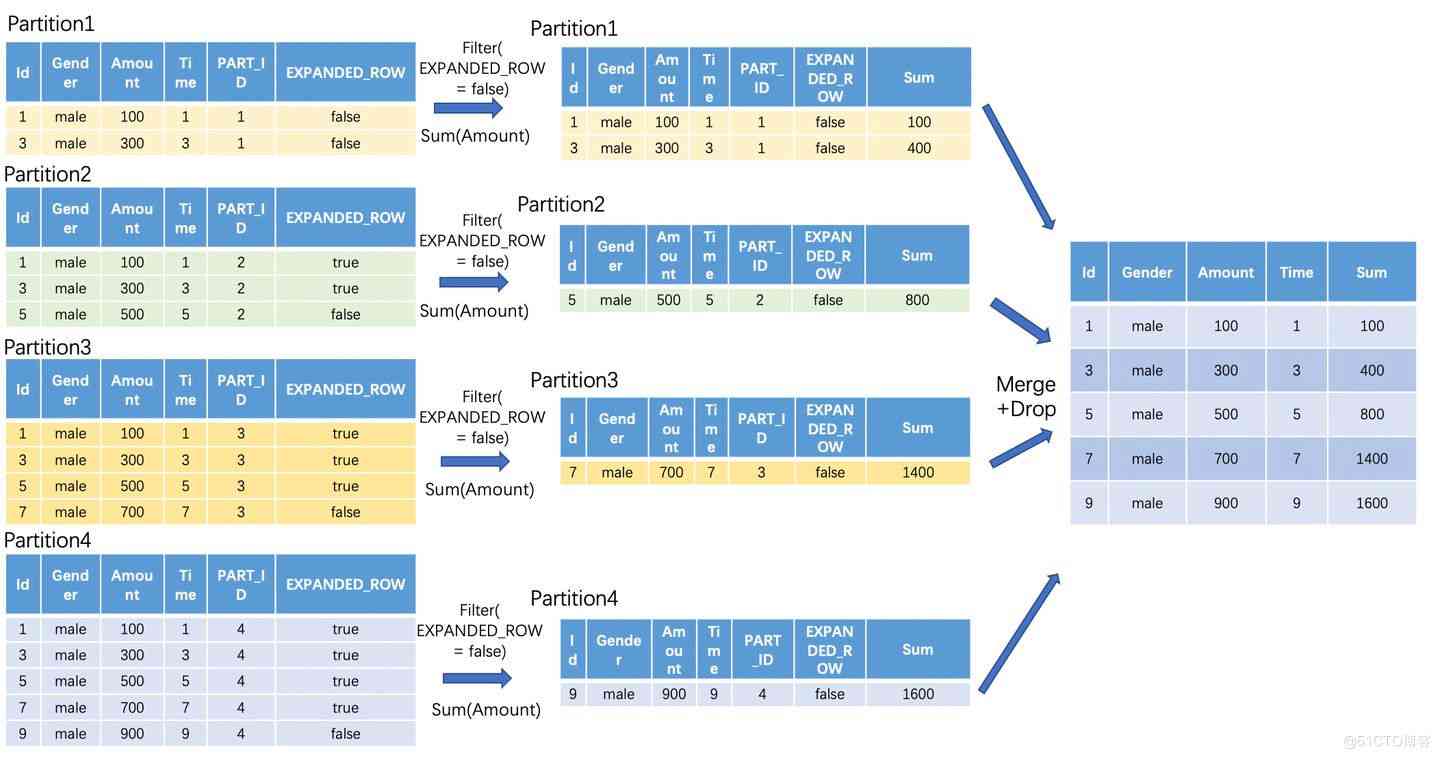 Partition1
Id Gender Amount Time PART_ID EXPANDED_ROW
1 male 100 1 1 false
3 male 300 3 1 false
Filter(
EXPANDED_ROW
= false)
Sum(Amount)
Partition1
Id Gender Amount Time PART_ID EXPANDED_ROW Sum
1 male 100 1 1 false 100
3 male 300 3 1 false 400
Partition2
Id Gender Amount Time PART_ID EXPANDED_ROW
1 male 100 1 2 true
3 male 300 3 2 true
5 male 500 5 2 false
Filter(
EXPANDED_ROW
= false)
Sum(Amount)
Partition2
Id Gender Amount Time PART_ID EXPANDED_ROW Sum
5 male 500 5 2 false 800
Partition3
Id Gender Amount Time PART_ID EXPANDED_ROW
1 male 100 1 3 true
3 male 300 3 3 true
5 male 500 5 3 true
7 male 700 7 3 false
Filter(
EXPANDED_ROW
= false)
Sum(Amount)
Partition3
Id Gender Amount Time PART_ID EXPANDED_ROW Sum
7 male 700 7 3 false 1400
Partition4
Id Gender Amount Time PART_ID EXPANDED_ROW
1 male 100 1 4 true
3 male 300 3 4 true
5 male 500 5 4 true
7 male 700 7 4 true
9 male 900 9 4 false
Filter(
EXPANDED_ROW
= false)
Sum(Amount)
Partition4
Id Gender Amount Time PART_ID EXPANDED_ROW Sum
9 male 900 9 4 false 1600
Merge
+Drop
Id Gender Amount Time Sum
1 male 100 1 100
3 male 300 3 400
5 male 500 5 800
7 male 700 7 1400
9 male 900 9 1600
@51CTO博客